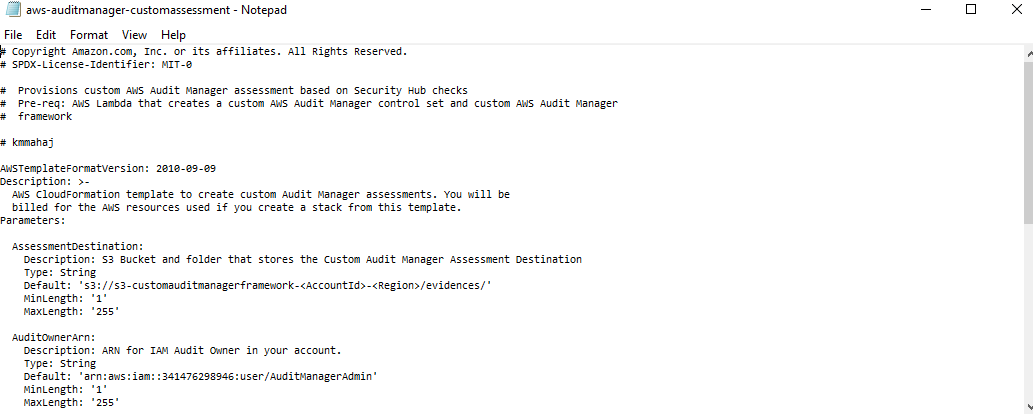 aws-auditmanager-customassessment - Notepad
File Edit Format View Help
# Copyright Amazon.com, Inc. or its affiliates. All Rights Reserved.
# SPDX-License-Identifier: MIT-0
#  Provisions custom AWS Audit Manager assessment based on Security Hub checks
#  Pre-req: AWS Lambda that creates a custom AWS Audit Manager control set and custom AWS Audit Manager
#  framework
# kmmahaj
AWSTemplateFormatVersion: 2010-09-09
Description: >-
  AWS CloudFormation template to create custom Audit Manager assessments. You will be
  billed for the AWS resources used if you create a stack from this template.
Parameters:
  AssessmentDestination:
    Description: S3 Bucket and folder that stores the Custom Audit Manager Assessment Destination
    Type: String
    Default: 's3://s3-customauditmanagerframework-<AccountId>-<Region>/evidences/'
    MinLength: '1'
    MaxLength: '255'
  AuditOwnerArn:
    Description: ARN for IAM Audit Owner in your account.
    Type: String
    Default: 'arn:aws:iam::341476298946:user/AuditManagerAdmin'
    MinLength: '1'
    MaxLength: '255'